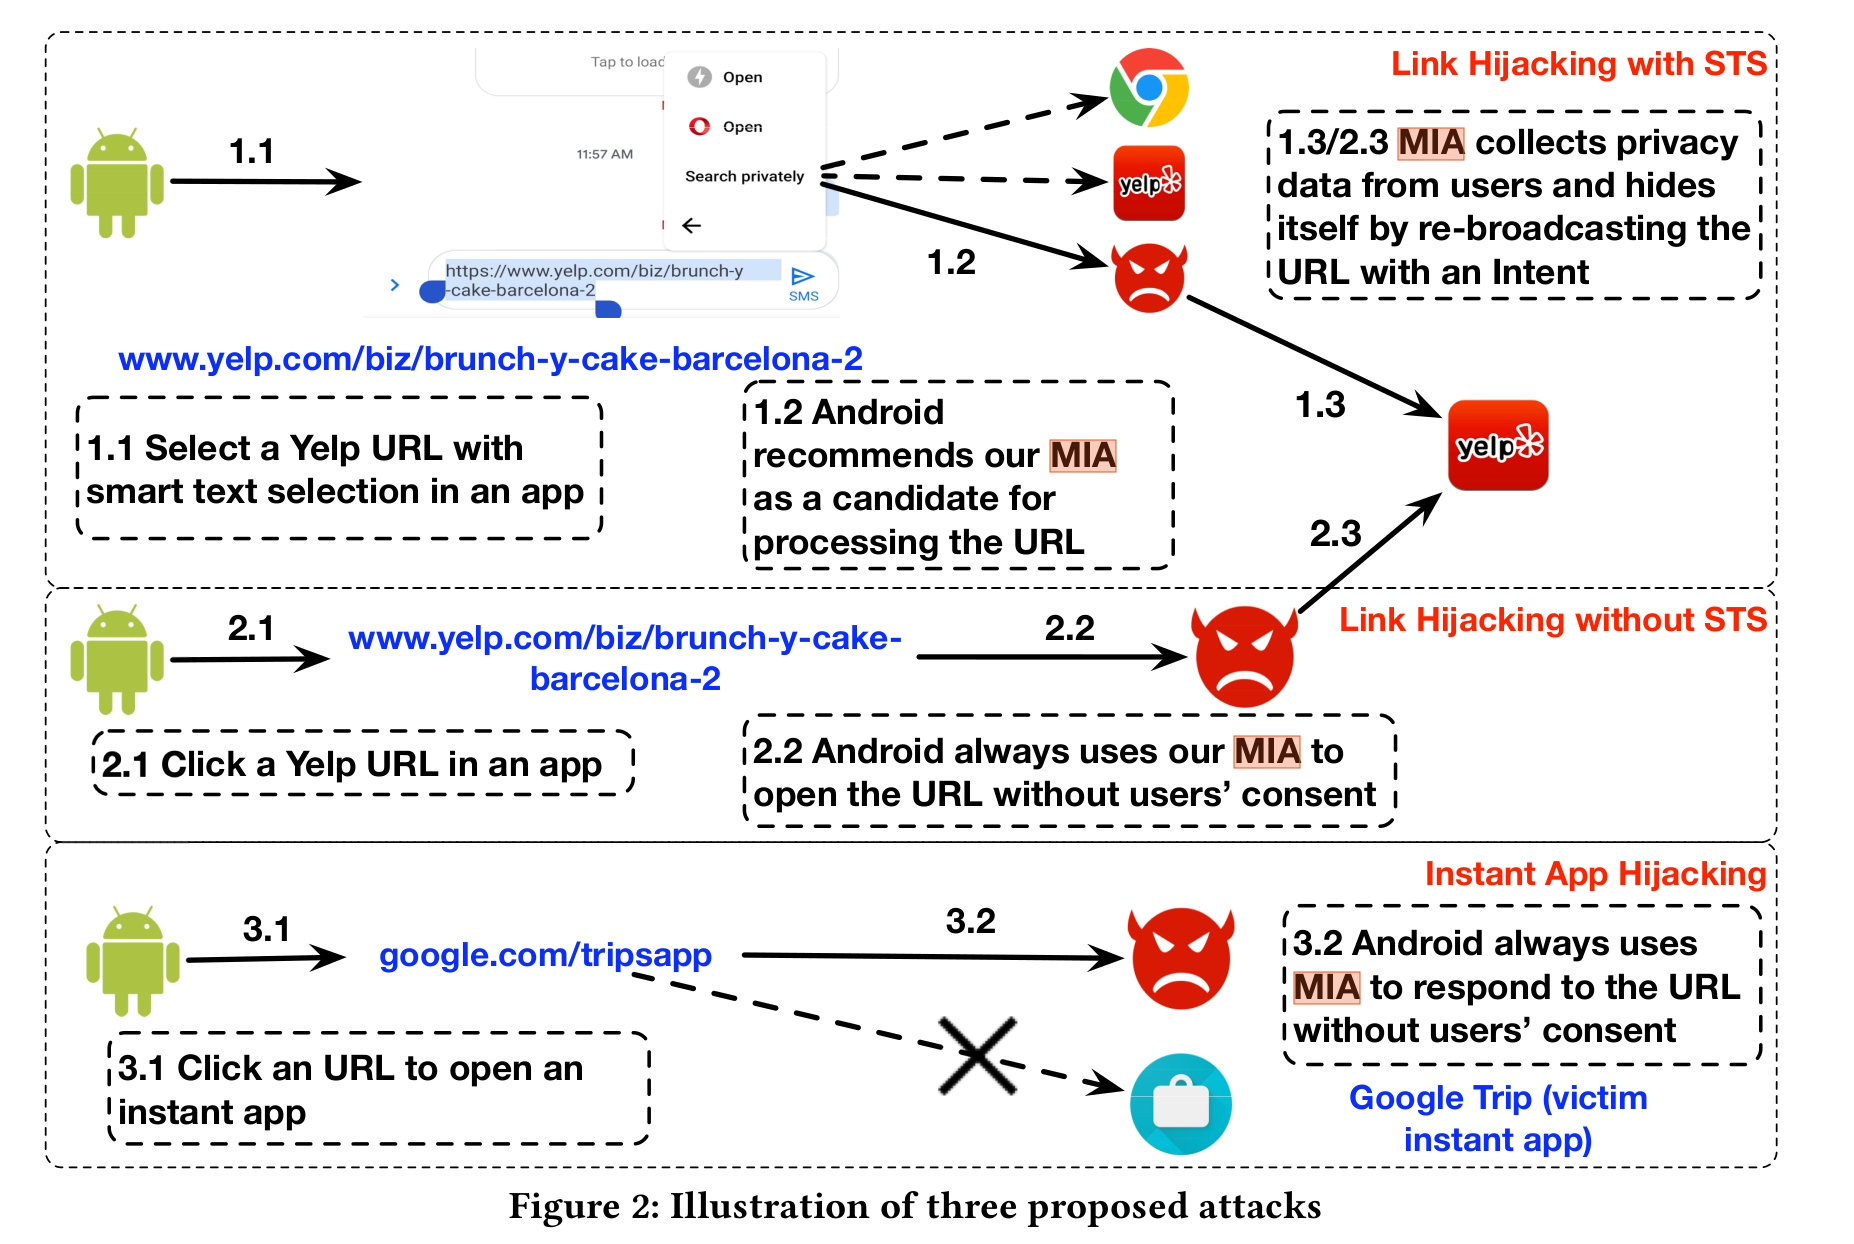 Link Hijacking with STS
1.1
Tap to load
Open
Open
11:57 AM
Search privately
https://www.yelp.com/biz/brunch-y
-cake-barcelona-2
SMS
yelp
1.2
1.3/2.3 MIA collects privacy
data from users and hides
itself by re-broadcasting the
URL with an Intent
www.yelp.com/biz/brunch-y-cake-barcelona-2
1.1 Select a Yelp URL with
smart text selection in an app
1.2 Android
recommends our MIA
as a candidate for
processing the URL
1.3
yelp
2.3
Link Hijacking without STS
2.1
www.yelp.com/biz/brunch-y-cake-
barcelona-2
2.2
2.1 Click a Yelp URL in an app
2.2 Android always uses our MIA to
open the URL without users’ consent
Instant App Hijacking
3.1
google.com/tripsapp
3.2
3.2 Android always uses
MIA to respond to the URL
without users’ consent
3.1 Click an URL to open an
instant app
Google Trip (victim
instant app)
Figure 2: Illustration of three proposed attacks